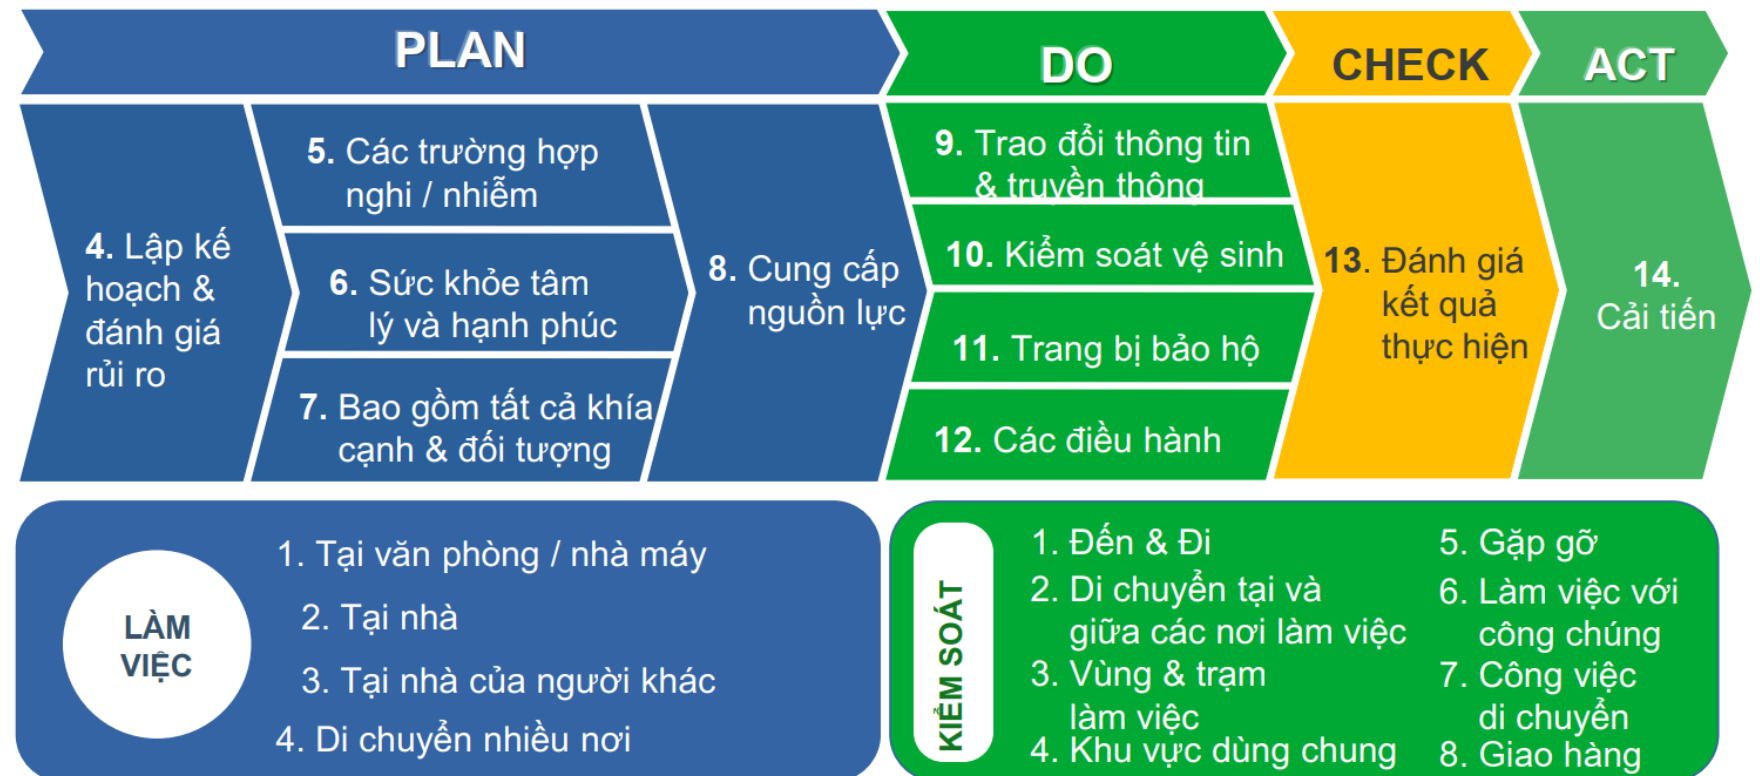 PLAN
DO
CHECK
ACT
4. Lập kế
hoạch &
đánh giá
rủi ro
5. Các trường hợp
nghi / nhiễm
6. Sức khỏe tâm
lý và hạnh phúc
7. Bao gồm tất cả khía
cạnh & đối tượng
8. Cung cấp
nguồn lực
9. Trao đổi thông tin
& truyền thông
10. Kiểm soát vệ sinh
11. Trang bị bảo hộ
12. Các điều hành
13. Đánh giá
kết quả
thực hiện
14.
Cải tiến
LÀM
VIỆC
1. Tại văn phòng / nhà máy
2. Tại nhà
3. Tại nhà của người khác
4. Di chuyển nhiều nơi
KIỂM SOÁT
1. Đến & Đi
2. Di chuyển tại và
giữa các nơi làm việc
3. Vùng & trạm
làm việc
4. Khu vực dùng chung
5. Gặp gỡ
6. Làm việc với
công chúng
7. Công việc
di chuyển
8. Giao hàng